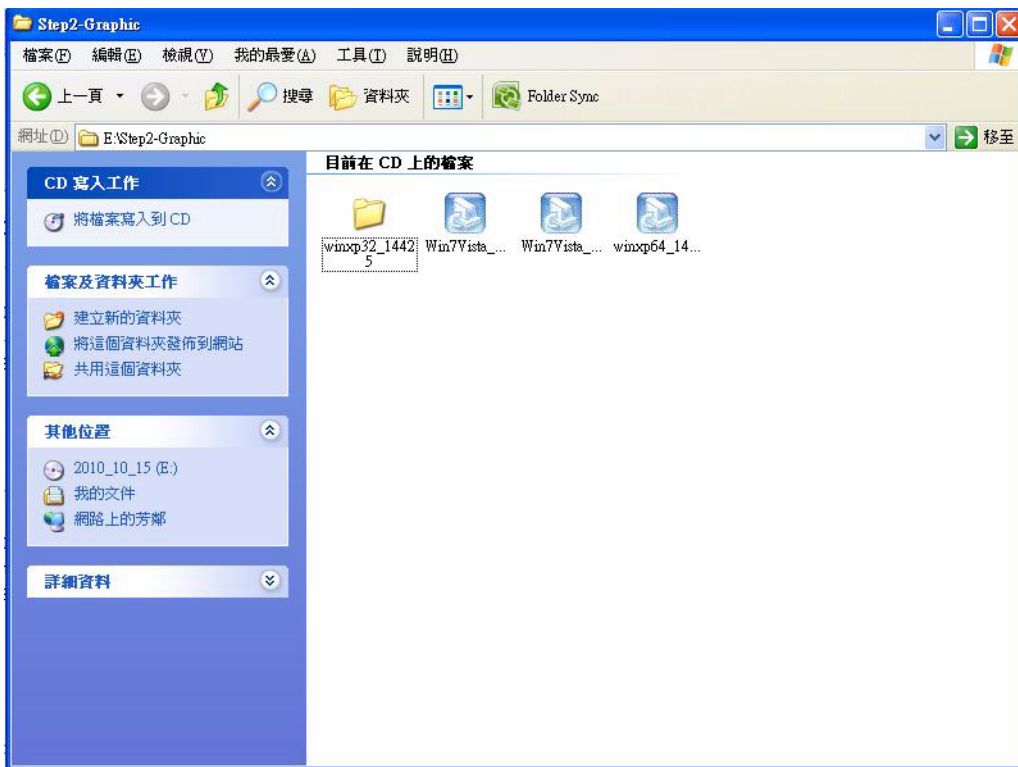 Step2-Graphic
檔案(F) 編輯(E) 檢視(V) 我的最愛(A) 工具(T) 說明(H)
上一頁 搜尋 資料夾 Folder Sync
網址(D) E:\Step2-Graphic 移至
目前在 CD 上的檔案
CD 寫入工作
將檔案寫入到 CD
winxp32_1442
5
Win7Vista_...
Win7Vista_...
winxp64_14...
檔案及資料夾工作
建立新的資料夾
將這個資料夾發佈到網站
共用這個資料夾
其他位置
2010_10_15 (E:)
我的文件
網路上的芳鄰
詳細資料